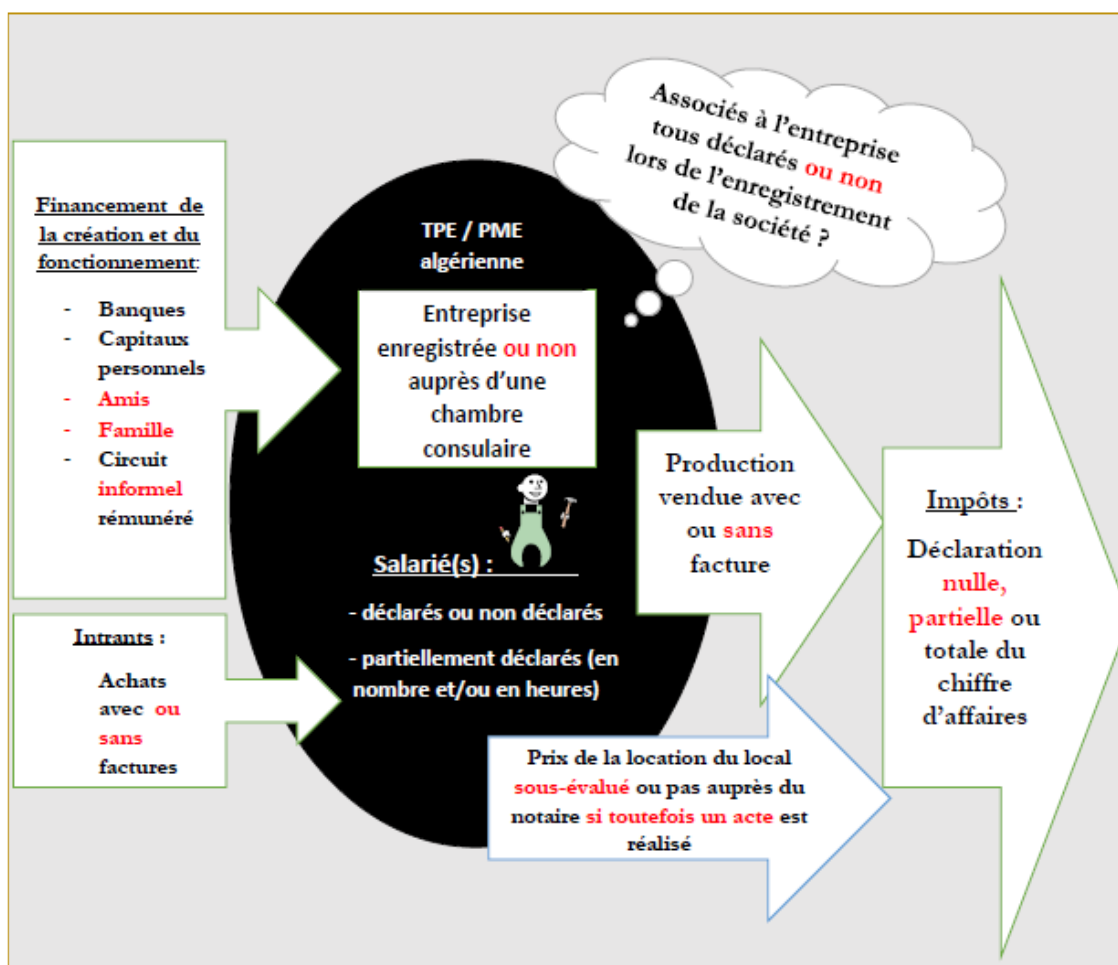 Associés à l'entreprise
tous déclarés ou non
lors de l'enregistrement
de la société ?
Financement de
la création et du
fonctionnement:
- Banques
- Capitaux
personnels
- Amis
- Famille
- Circuit
informel
rémunéré
TPE / PME
algérienne
Entreprise
enregistrée ou non
auprès d'une
chambre
consulaire
Salarié(s) :
- déclarés ou non déclarés
- partiellement déclarés (en
nombre et/ou en heures)
Intrants :
Achats
avec ou
sans
factures
Production
vendue avec
ou sans
facture
Prix de la location du local
sous-évalué ou pas auprès du
notaire si toutefois un acte est
réalisé
Impôts :
Déclaration
nulle,
partielle ou
totale du
chiffre
d'affaires